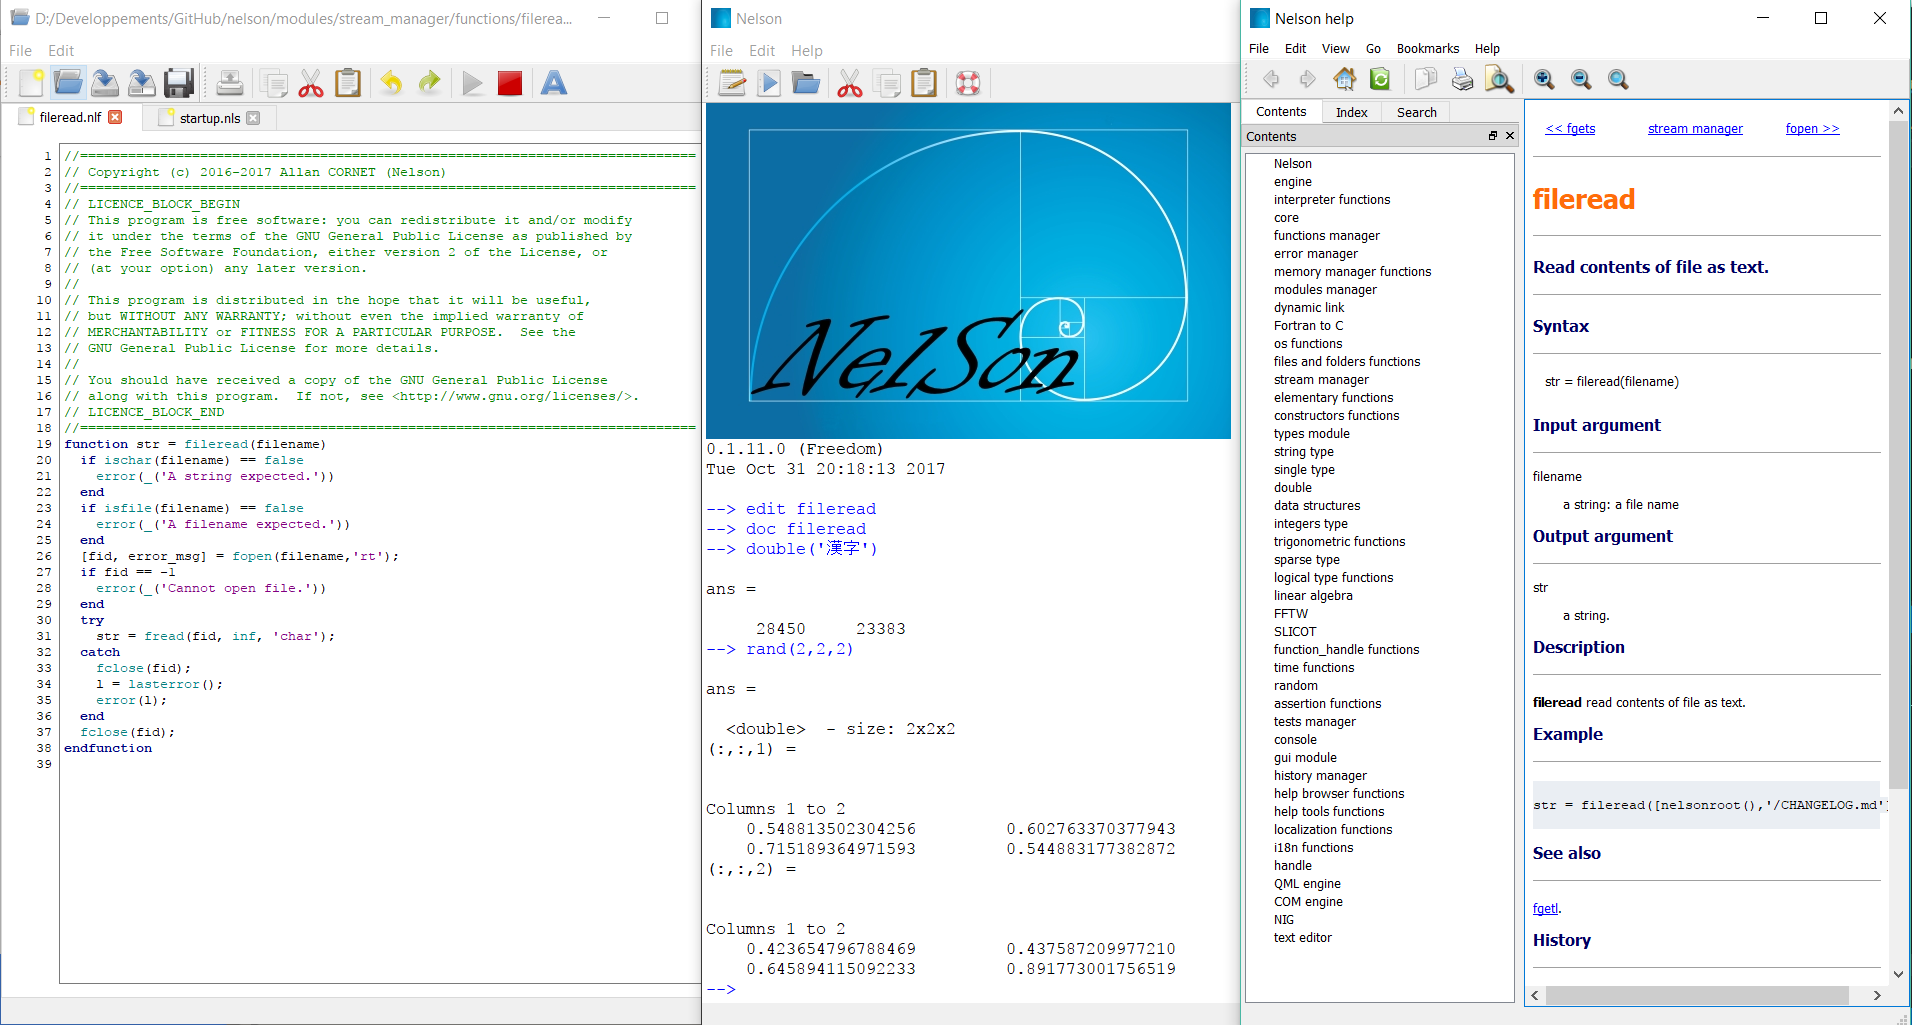 D:/Developpements/GitHub/nelson/modules/stream_manager/functions/filerea...
File Edit
fileread.nlf startup.nls
1 //=============================================================================
2 // Copyright (c) 2016-2017 Allan CORNET (Nelson)
3 //=============================================================================
4 // LICENCE_BLOCK_BEGIN
5 // This program is free software: you can redistribute it and/or modify
6 // it under the terms of the GNU General Public License as published by
7 // the Free Software Foundation, either version 2 of the License, or
8 // (at your option) any later version.
9 //
10 // This program is distributed in the hope that it will be useful,
11 // but WITHOUT ANY WARRANTY; without even the implied warranty of
12 // MERCHANTABILITY or FITNESS FOR A PARTICULAR PURPOSE.  See the
13 // GNU General Public License for more details.
14 //
15 // You should have received a copy of the GNU General Public License
16 // along with this program.  If not, see <http://www.gnu.org/licenses/>.
17 // LICENCE_BLOCK_END
18 //=============================================================================
19 function str = fileread(filename)
20   if ischar(filename) == false
21     error(_('A string expected.'))
22   end
23   if isfile(filename) == false
24     error(_('A filename expected.'))
25   end
26   [fid, error_msg] = fopen(filename,'rt');
27   if fid == -1
28     error(_('Cannot open file.'))
29   end
30   try
31     str = fread(fid, inf, 'char');
32   catch
33     fclose(fid);
34     l = lasterror();
35     error(l);
36   end
37   fclose(fid);
38 endfunction
39
Nelson
File Edit Help
NelSon
0.1.11.0 (Freedom)
Tue Oct 31 20:18:13 2017
--> edit fileread
--> doc fileread
--> double('漢字')
ans =
28450 23383
--> rand(2,2,2)
ans =
<double>  - size: 2x2x2
(:,:,1) =
Columns 1 to 2
0.548813502304256 0.602763370377943
0.715189364971593 0.544883177382872
(:,:,2) =
Columns 1 to 2
0.423654796788469 0.437587209977210
0.645894115092233 0.891773001756519
-->
Nelson help
File Edit View Go Bookmarks Help
Contents Index Search
Contents
Nelson
engine
interpreter functions
core
functions manager
error manager
memory manager functions
modules manager
dynamic link
Fortran to C
os functions
files and folders functions
stream manager
elementary functions
constructors functions
types module
string type
single type
double
data structures
integers type
trigonometric functions
sparse type
logical type functions
linear algebra
FFTW
SLICOT
function_handle functions
time functions
random
assertion functions
tests manager
console
gui module
history manager
help browser functions
help tools functions
localization functions
i18n functions
handle
QML engine
COM engine
NIG
text editor
<< fgets stream manager fopen >>
fileread
Read contents of file as text.
Syntax
str = fileread(filename)
Input argument
filename
a string: a file name
Output argument
str
a string.
Description
fileread read contents of file as text.
Example
str = fileread([nelsonroot(),'/CHANGELOG.md']
See also
fgetl.
History